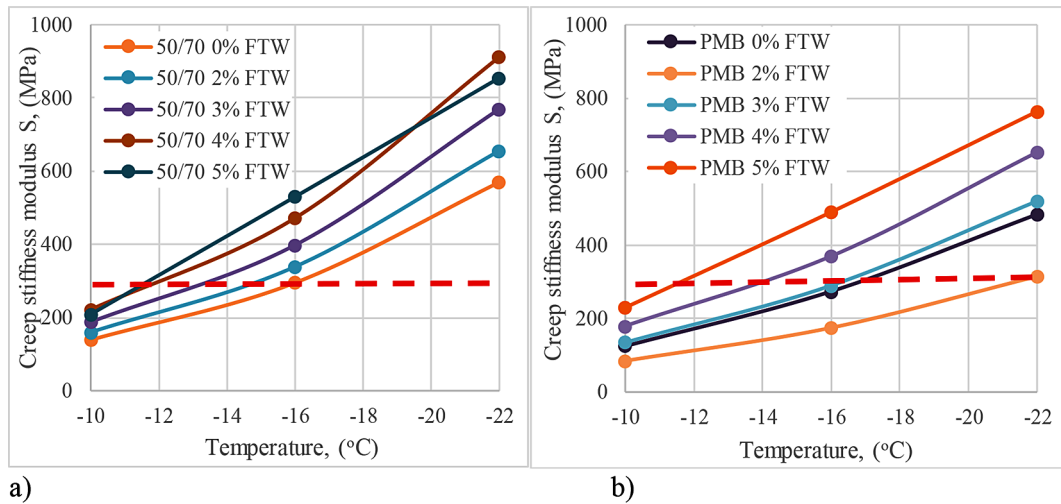 1000
800
600
400
200
0
Creep stiffness modulus S, (MPa)
50/70 0% FTW
50/70 2% FTW
50/70 3% FTW
50/70 4% FTW
50/70 5% FTW
-10 -12 -14 -16 -18 -20 -22
Temperature, (°C)
a)
1000
800
600
400
200
0
Creep stiffness modulus S, (MPa)
PMB 0% FTW
PMB 2% FTW
PMB 3% FTW
PMB 4% FTW
PMB 5% FTW
-10 -12 -14 -16 -18 -20 -22
Temperature, (°C)
b)